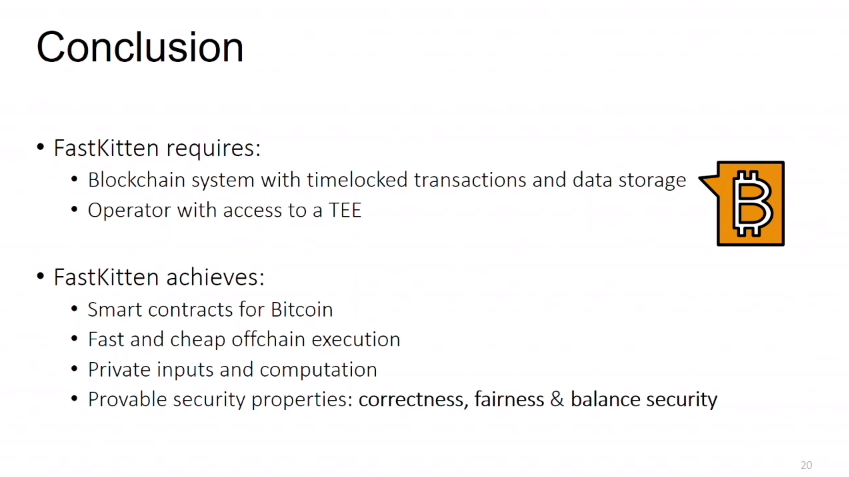 Conclusion
• FastKitten requires:
• Blockchain system with timelocked transactions and data storage
• Operator with access to a TEE
• FastKitten achieves:
• Smart contracts for Bitcoin
• Fast and cheap offchain execution
• Private inputs and computation
• Provable security properties: correctness, fairness & balance security
20